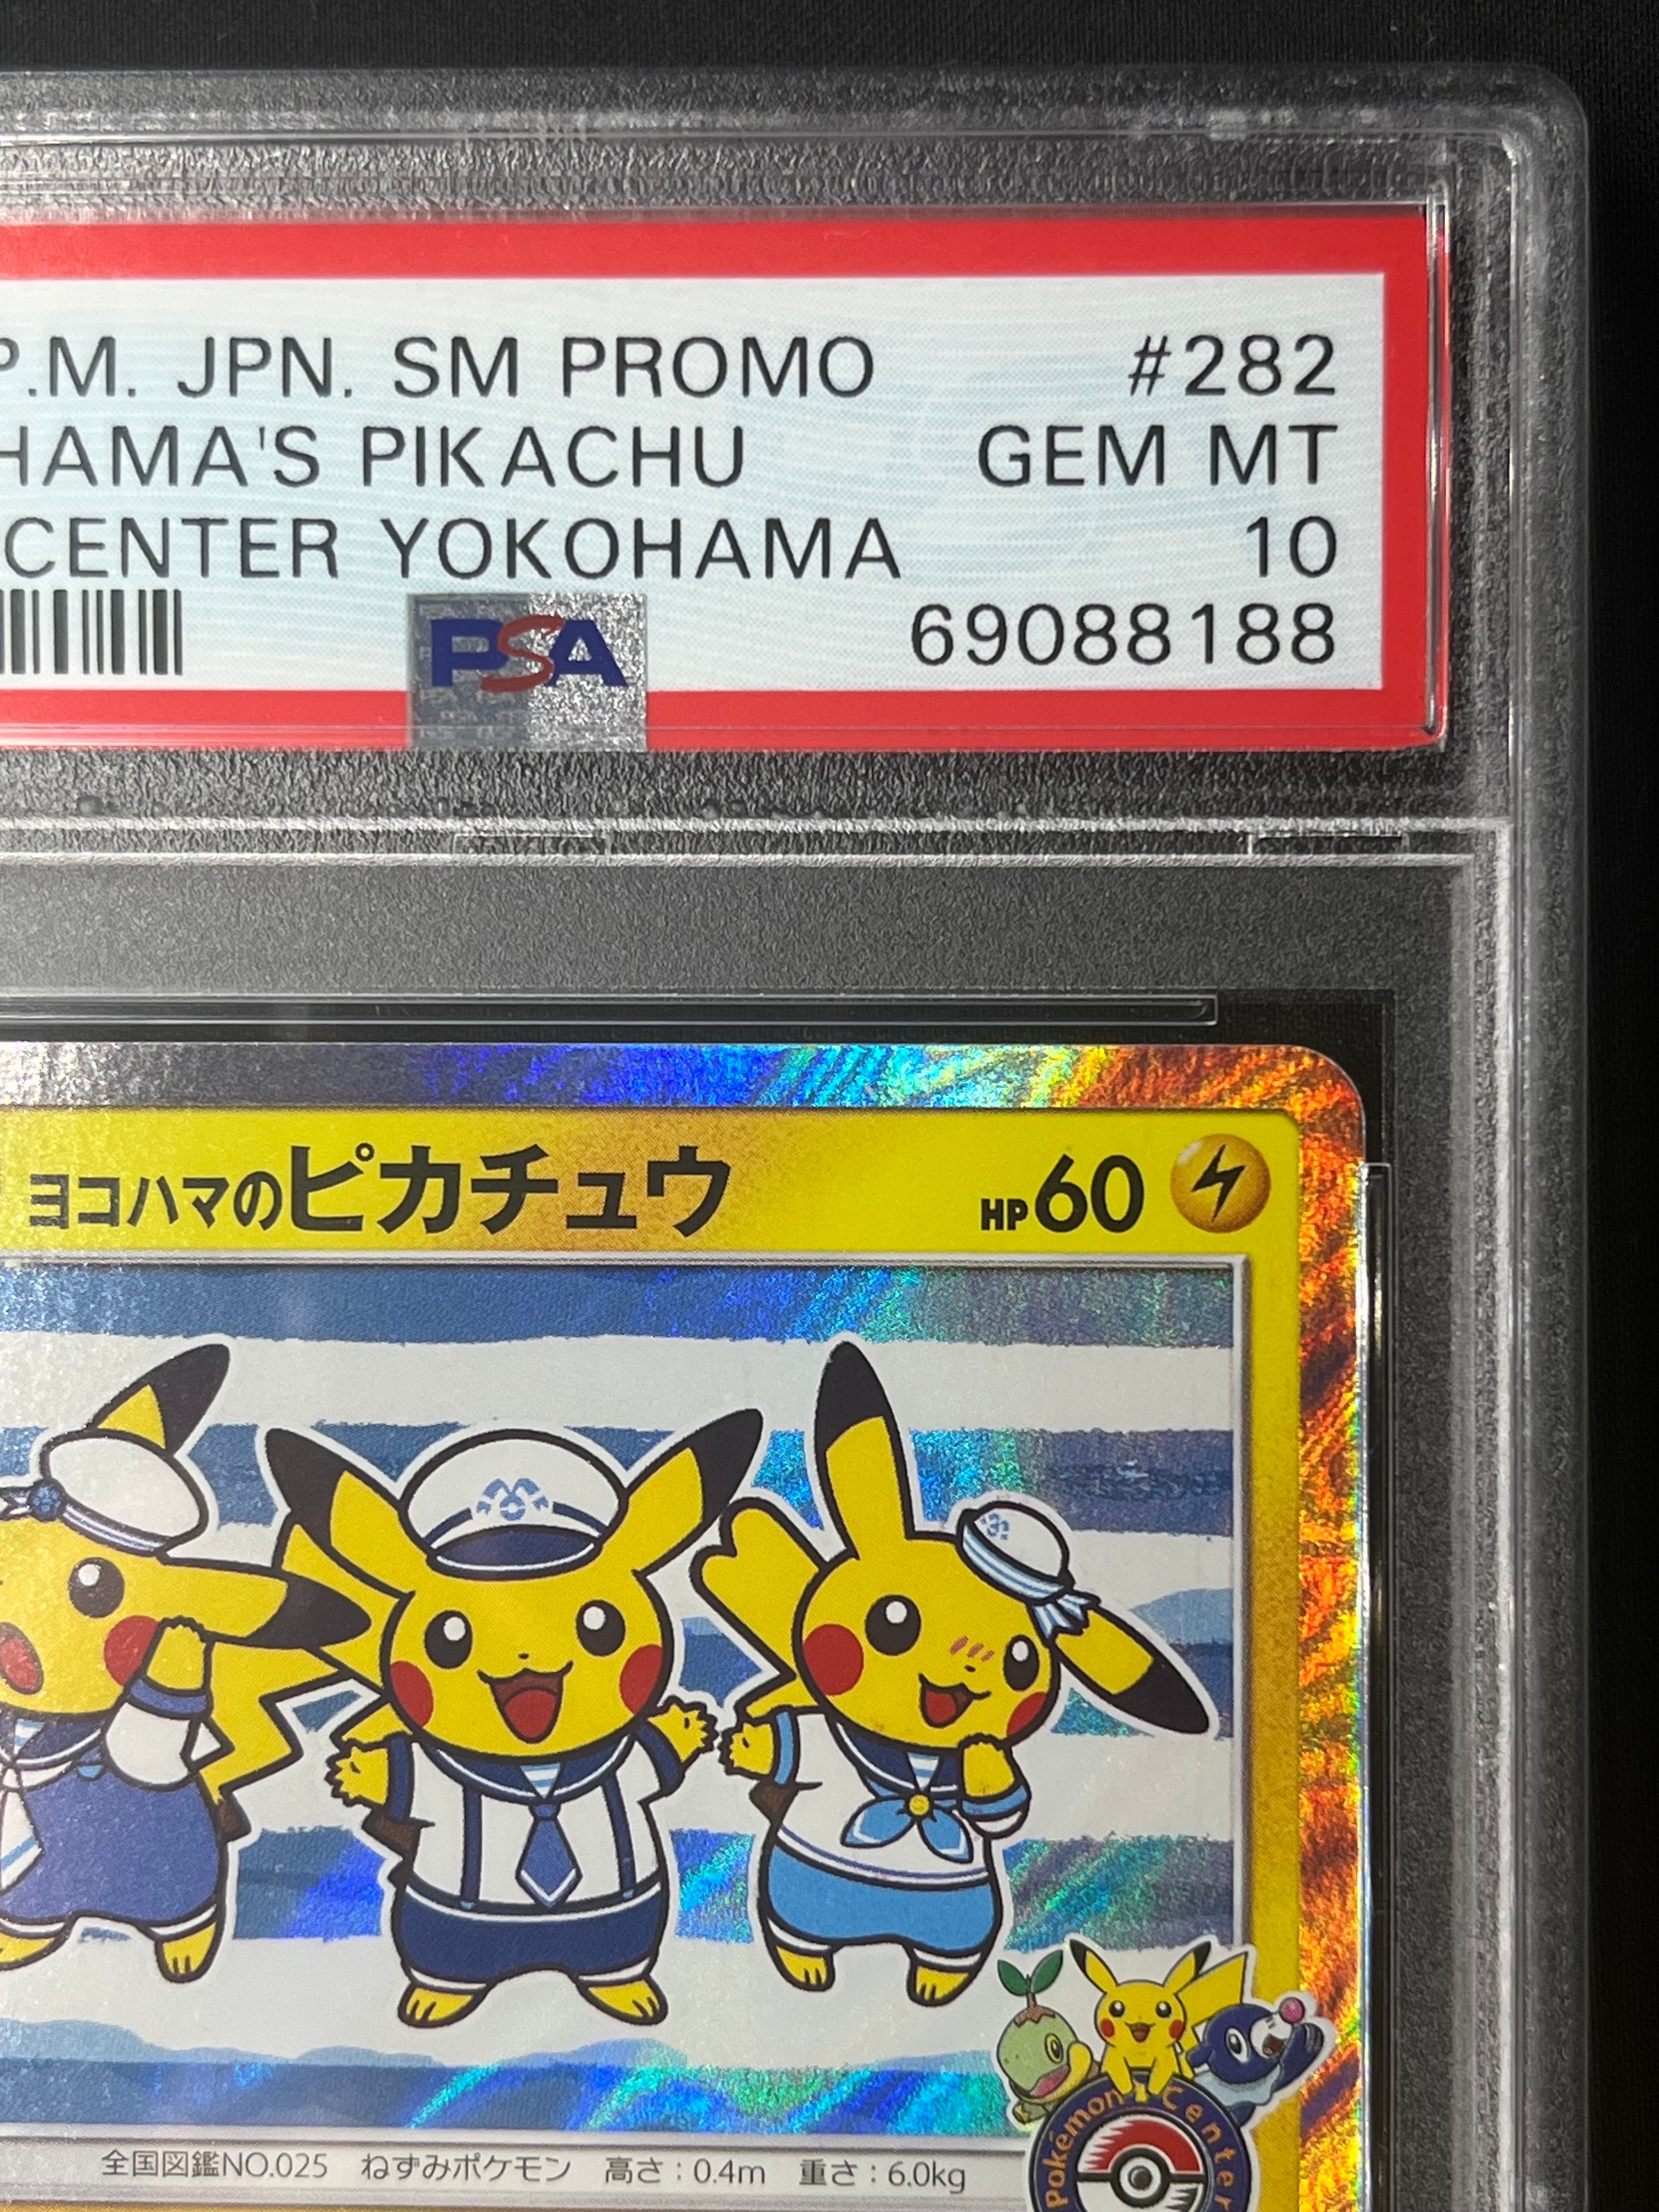 P.M. JPN. SM PROMO #282
HAMA'S PIKACHU GEM MT
CENTER YOKOHAMA 10
PSA 69088188
ヨコハマのピカチュウ HP60
全国図鑑NO.025 ねずみポケモン 高さ:0.4m 重さ:6.0kg
Pokémon Center